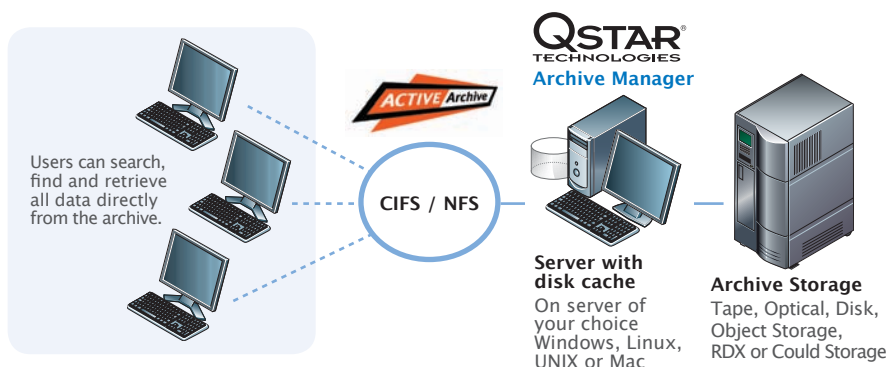 Users can search,
find and retrieve
all data directly
from the archive.
ACTIVE Archive
CIFS / NFS
QSTAR®
TECHNOLOGIES
Archive Manager
Server with
disk cache
On server of
your choice
Windows, Linux,
UNIX or Mac
Archive Storage
Tape, Optical, Disk,
Object Storage,
RDX or Could Storage